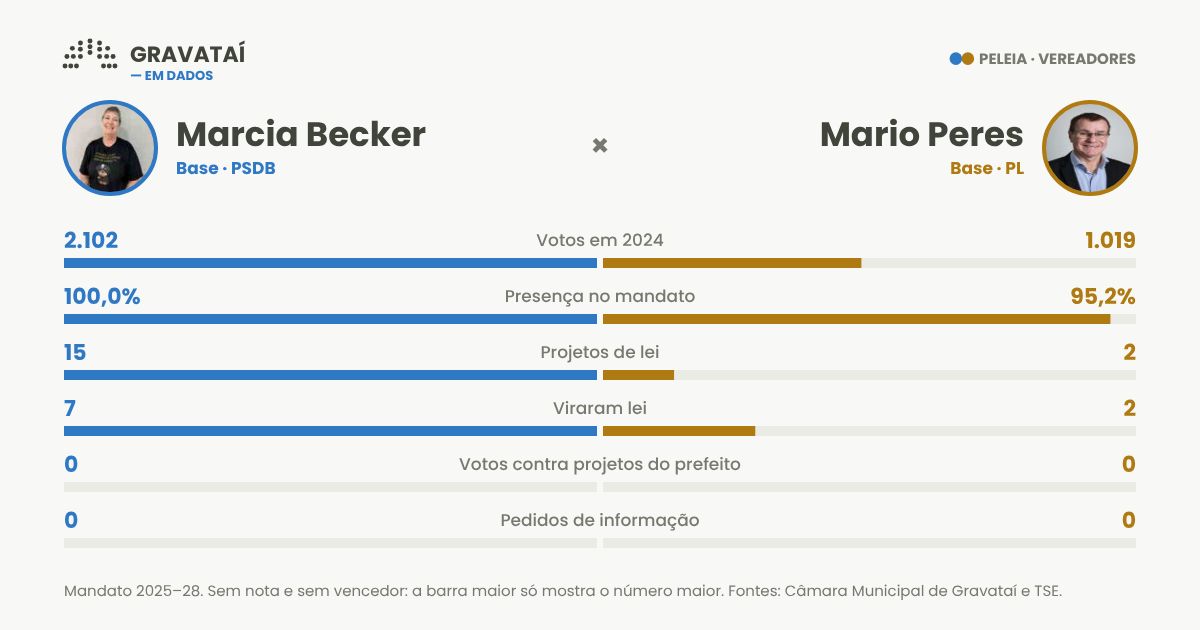 GRAVATAÍ
— EM DADOS
PELEIA · VEREADORES
Marcia Becker
Base · PSDB
×
Mario Peres
Base · PL
2.102 Votos em 2024 1.019
100,0% Presença no mandato 95,2%
15 Projetos de lei 2
7 Viraram lei 2
0 Votos contra projetos do prefeito 0
0 Pedidos de informação 0
Mandato 2025–28. Sem nota e sem vencedor: a barra maior só mostra o número maior. Fontes: Câmara Municipal de Gravataí e TSE.